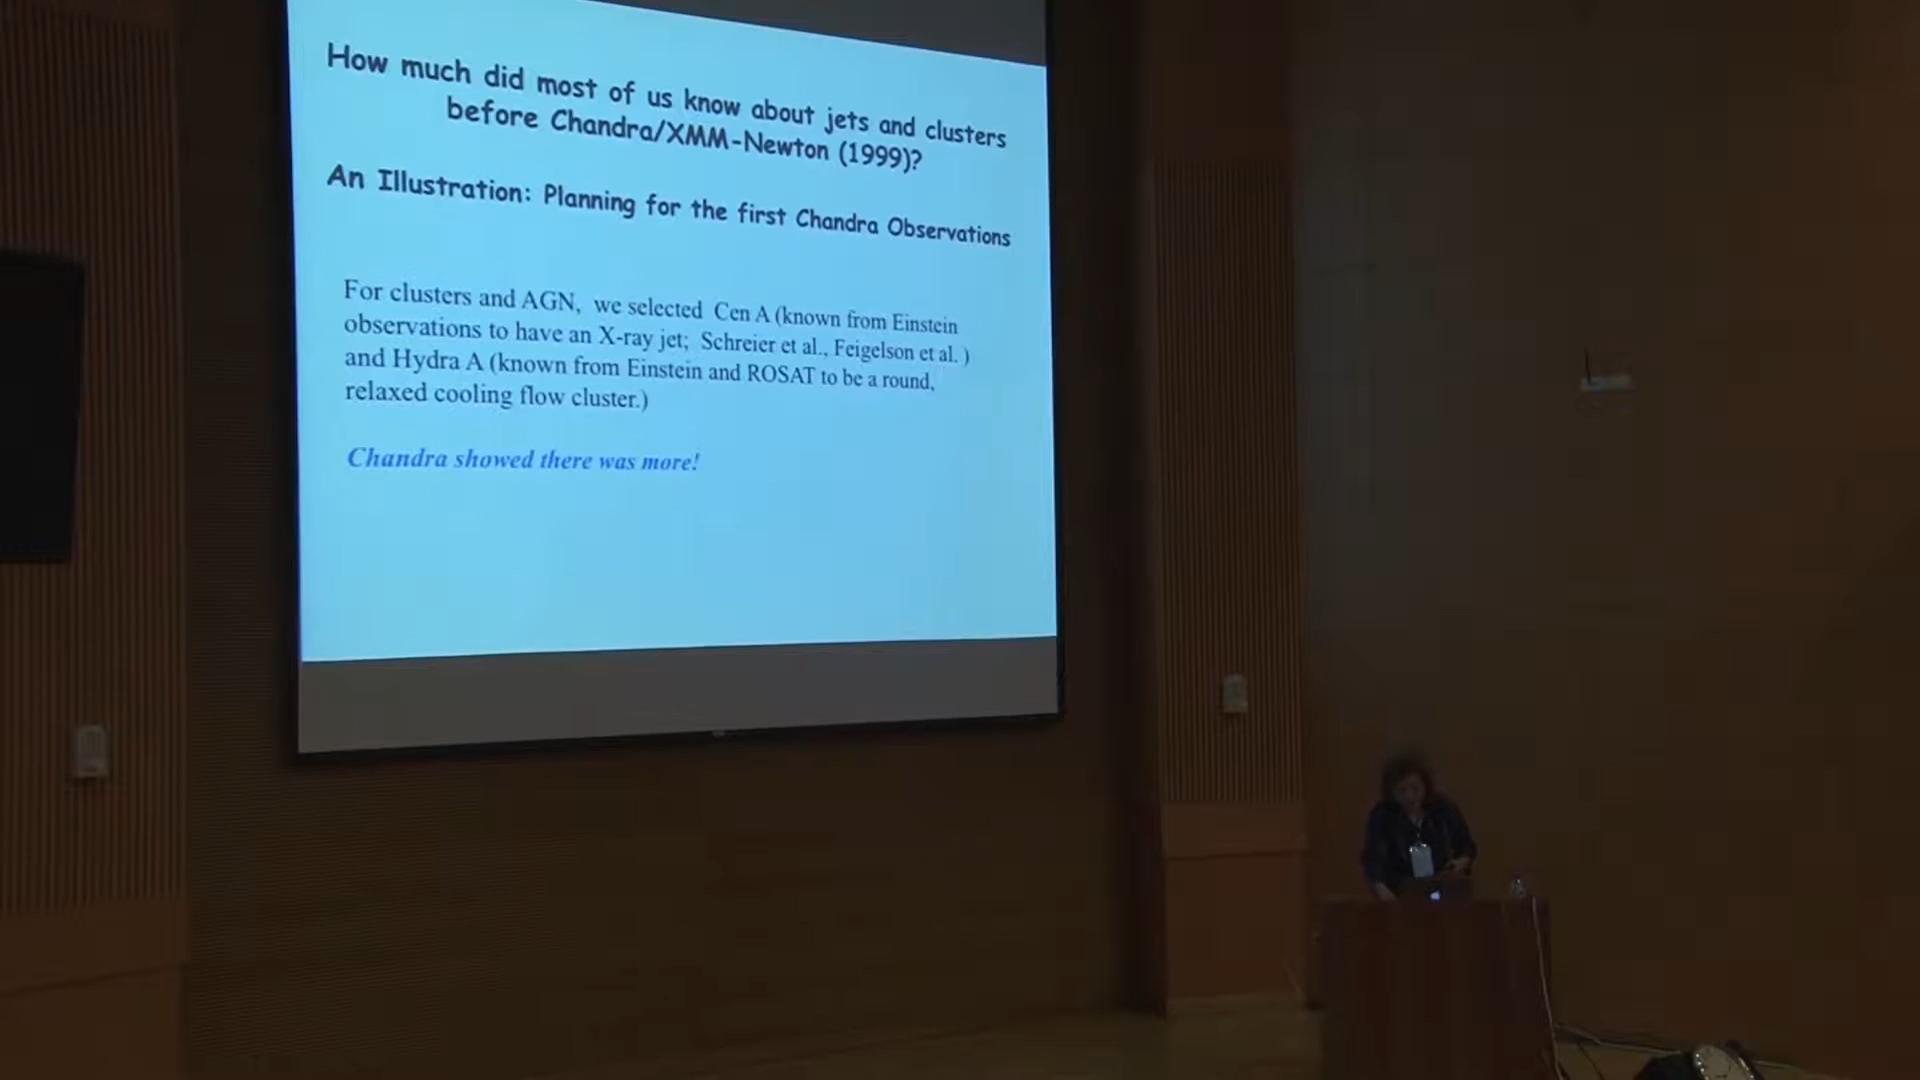 How much did most of us know about jets and clusters
before Chandra/XMM-Newton (1999)?
An Illustration: Planning for the first Chandra Observations
For clusters and AGN, we selected Cen A (known from Einstein
observations to have an X-ray jet; Schreier et al., Feigelson et al. )
and Hydra A (known from Einstein and ROSAT to be a round,
relaxed cooling flow cluster.)
Chandra showed there was more!